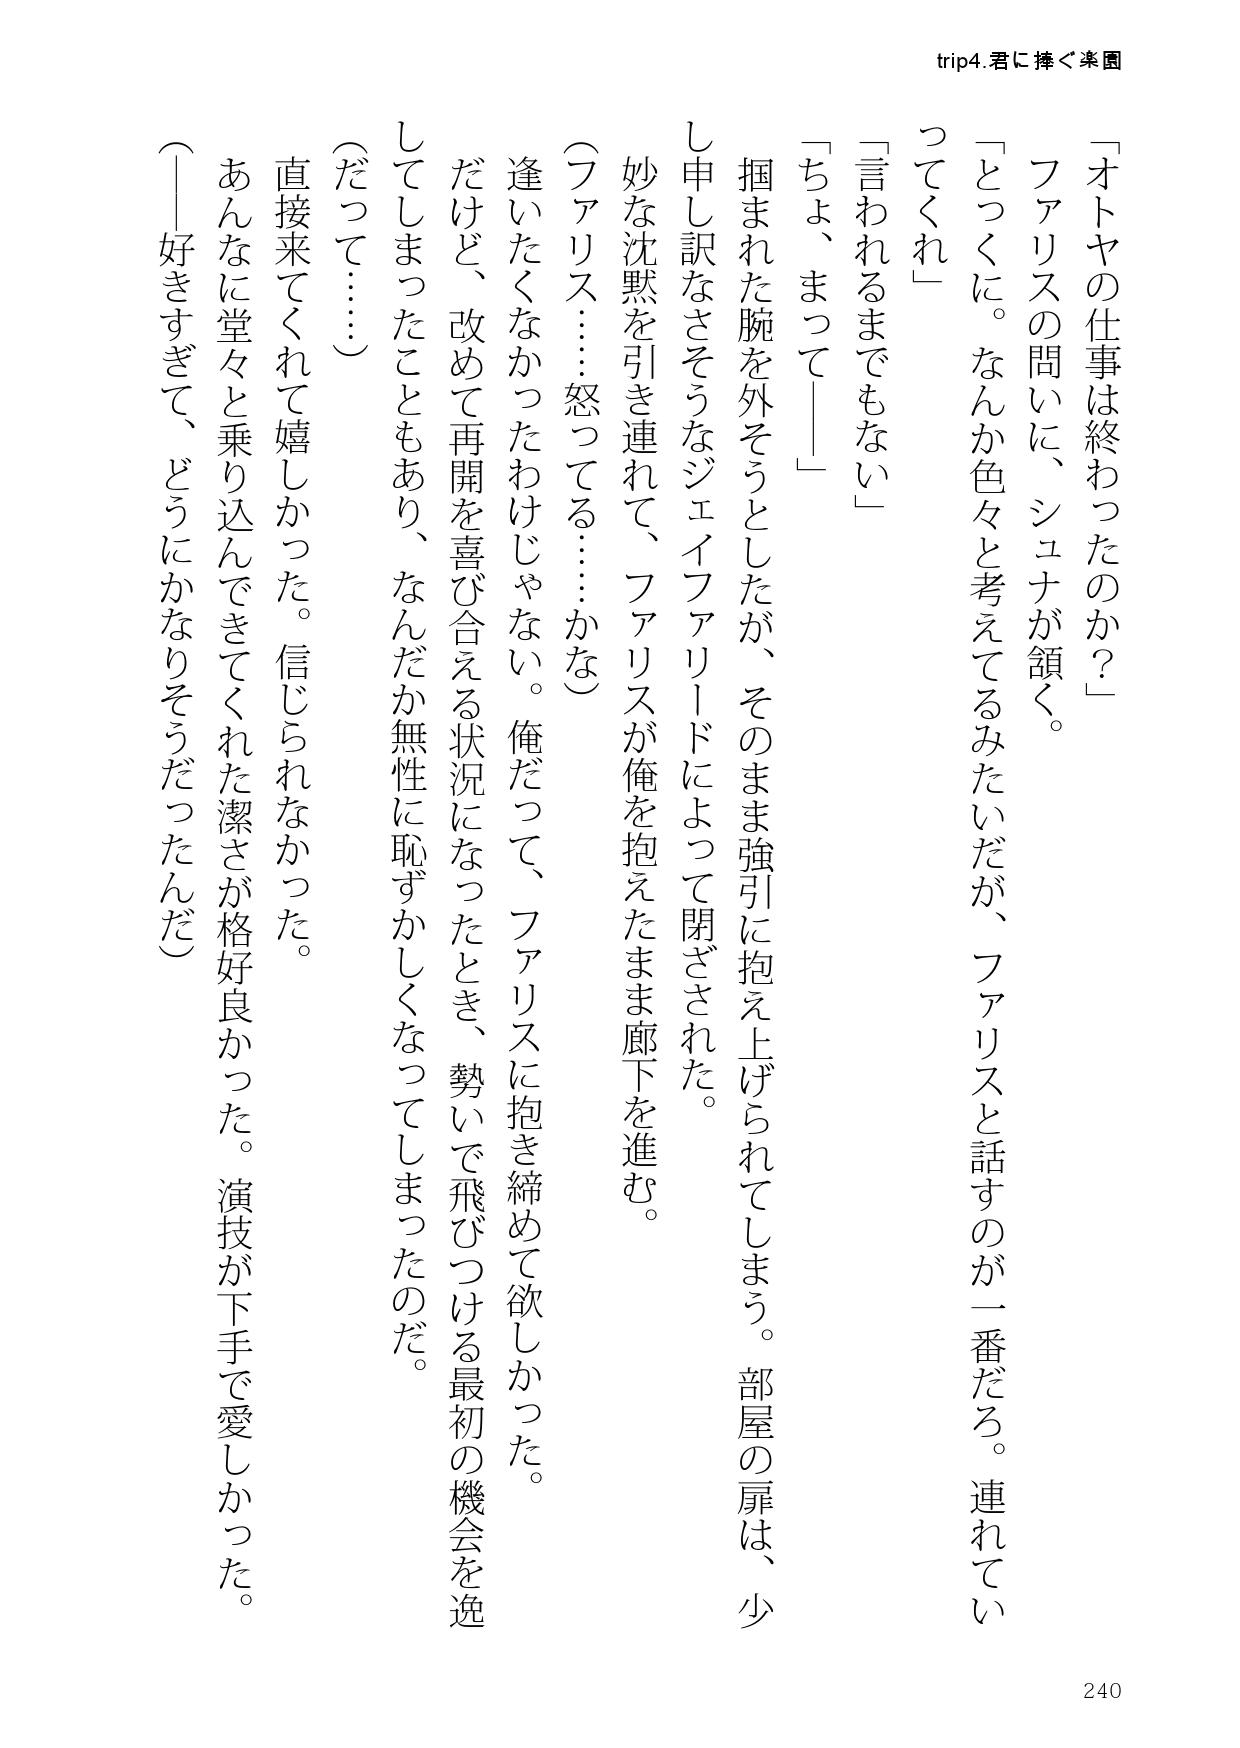 trip4.君に捧ぐ楽園
「オトヤの仕事は終わったのか？」
ファリスの問いに、シュナが頷く。
「とっくに。なんか色々と考えてるみたいだが、ファリスと話すのが一番だろ。連れてい
ってくれ」
「言われるまでもない」
「ちょ、まって――」
掴まれた腕を外そうとしたが、そのまま強引に抱え上げられてしまう。部屋の扉は、少
し申し訳なさそうなジェイファリードによって閉ざされた。
妙な沈黙を引き連れて、ファリスが俺を抱えたまま廊下を進む。
（ファリス……怒ってる……かな）
逢いたくなかったわけじゃない。俺だって、ファリスに抱き締めて欲しかった。
だけど、改めて再開を喜び合える状況になったとき、勢いで飛びつける最初の機会を逸
してしまったこともあり、なんだか無性に恥ずかしくなってしまったのだ。
（だって……）
直接来てくれて嬉しかった。信じられなかった。
あんなに堂々と乗り込んできてくれた潔さが格好良かった。演技が下手で愛しかった。
（――好きすぎて、どうにかなりそうだったんだ）
240